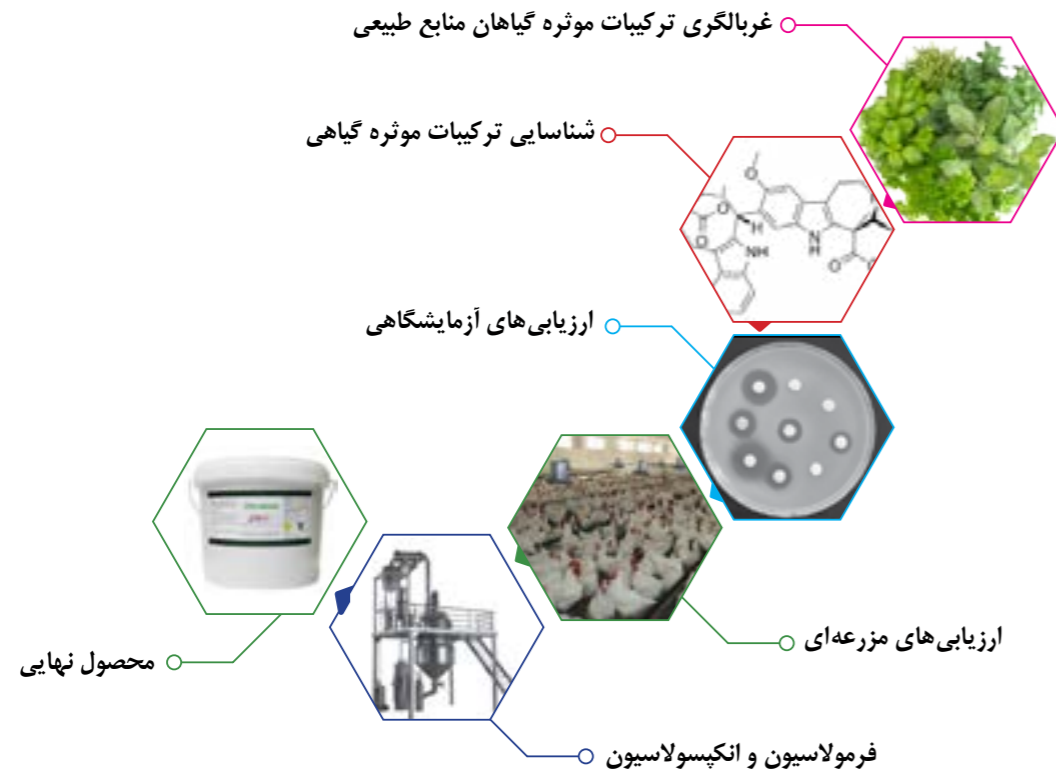 غربالگری ترکیبات موثره گیاهان منابع طبیعی
شناسایی ترکیبات موثره گیاهی
ارزیابی‌های آزمایشگاهی
ارزیابی‌های مزرعه‌ای
فرمولاسیون و انکپسولاسیون
محصول نهایی
O
O
O
H
NH
N
H
O